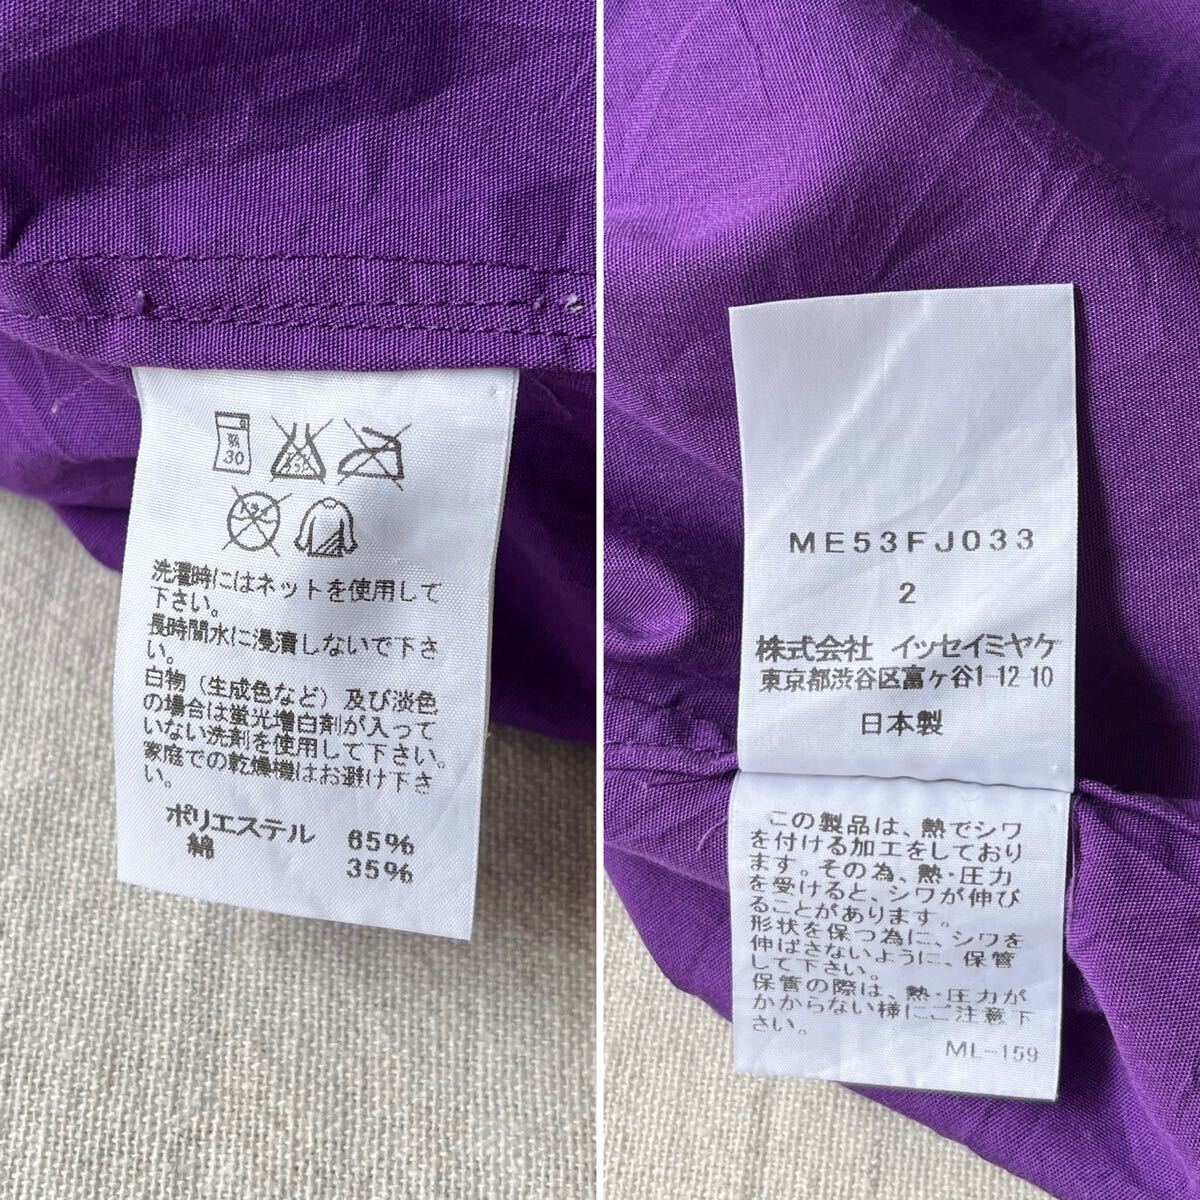 弱
30
エンソ
サラシ
ドライ
洗濯時にはネットを使用して
下さい。
長時間水に浸漬しないで下さ
い。
白物（生成色など）及び淡色
の場合は蛍光増白剤が入って
いない洗剤を使用して下さい。
家庭での乾燥機はお避け下さ
い。
ポリエステル 65%
綿 35%
ME53FJ033
2
株式会社 イッセイミヤケ
東京都渋谷区富ヶ谷1-12-10
日本製
この製品は、熱でシワ
を付ける加工をしており
ます。その為、熱・圧力
を受けると、シワが伸び
ることがあります。
形状を保つ為に、シワを
伸ばさないように、保管
して下さい。
保管の際は、熱・圧力が
かからない様にご注意下
さい。
ML-159